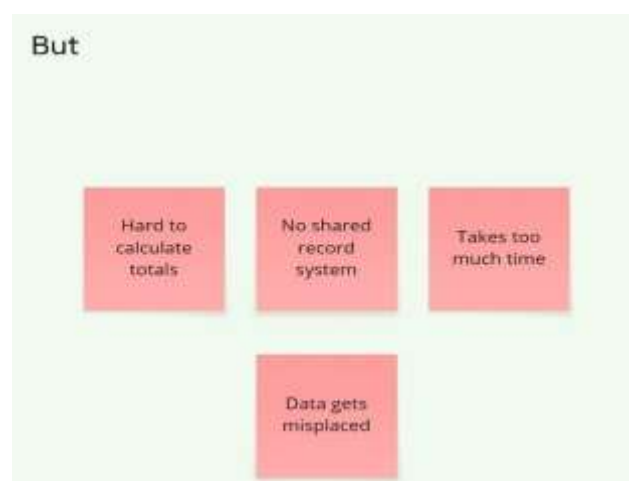 But
Hard to
calculate
totals
No shared
record
system
Takes too
much time
Data gets
misplaced